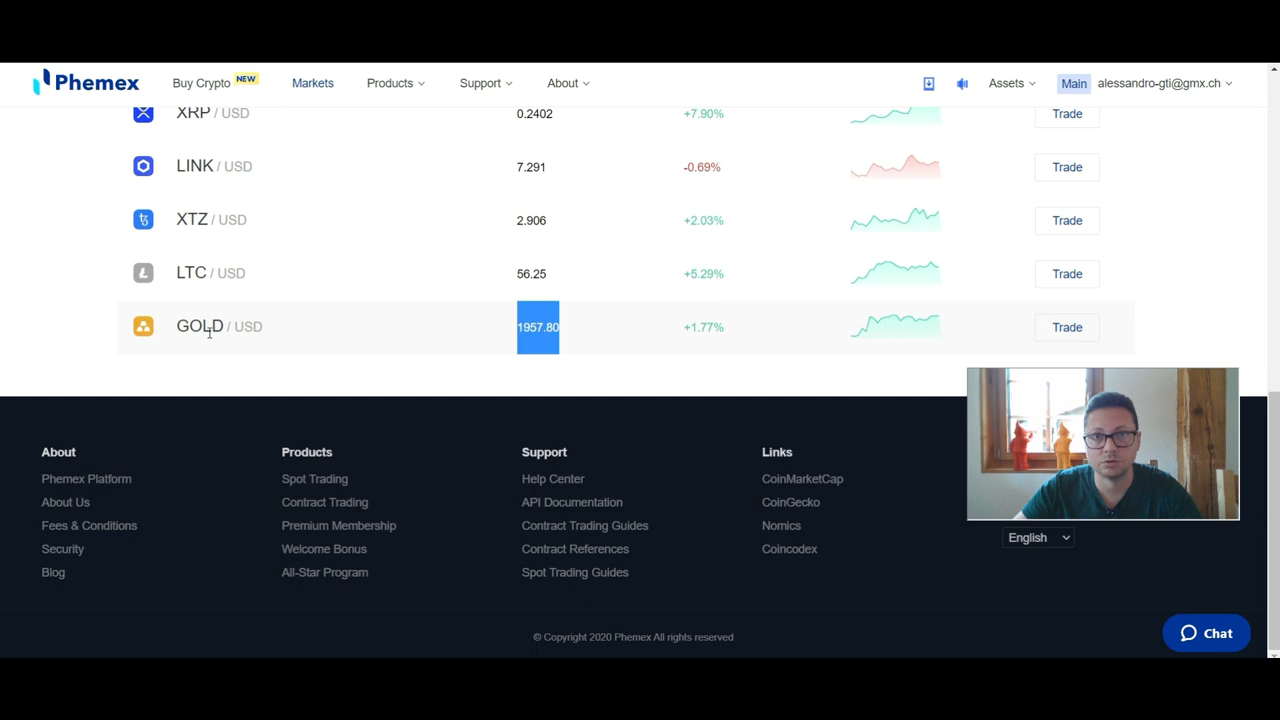 Phemex Buy Crypto NEW Markets Products Support About Assets Main alessandro-gti@gmx.ch
XRP / USD 0.2402 +7.90% Trade
LINK / USD 7.291 -0.69% Trade
XTZ / USD 2.906 +2.03% Trade
LTC / USD 56.25 +5.29% Trade
GOLD / USD 1957.80 +1.77% Trade
About Products Support Links
Phemex Platform Spot Trading Help Center CoinMarketCap
About Us Contract Trading API Documentation CoinGecko
Fees & Conditions Premium Membership Contract Trading Guides Nomics
English
Security Welcome Bonus Contract References Coincodex
Blog All-Star Program Spot Trading Guides
© Copyright 2020 Phemex All rights reserved
Chat